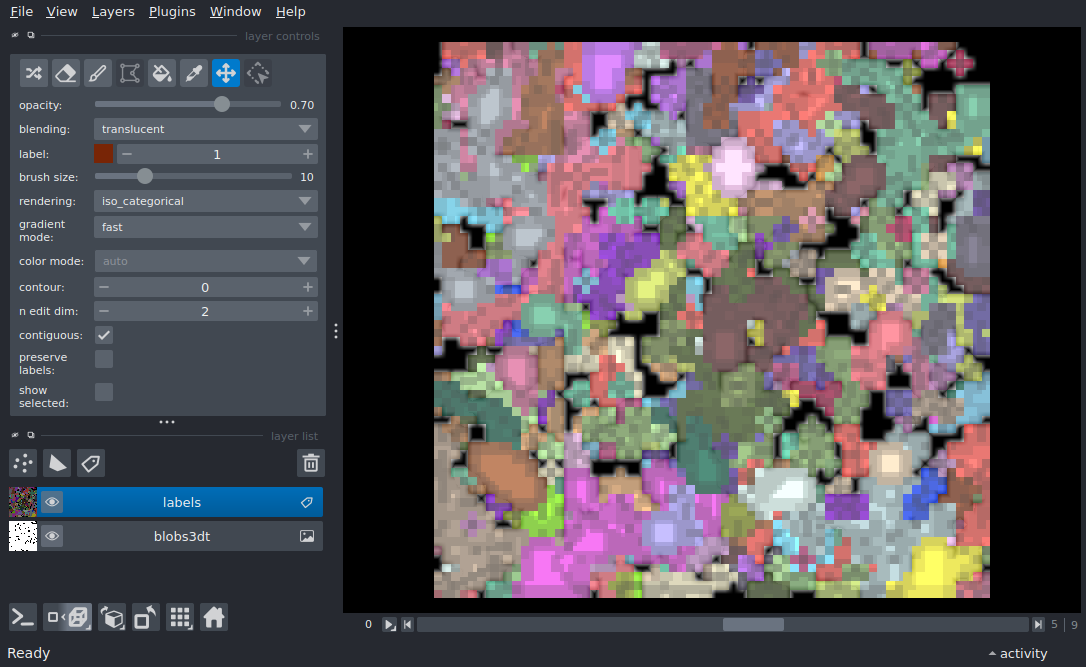 File View Layers Plugins Window Help
layer controls
opacity: 0.70
blending: translucent
label: 1
brush size: 10
rendering: iso_categorical
gradient
mode: fast
color mode: auto
contour: 0
n edit dim: 2
contiguous:
preserve
labels:
show
selected:
layer list
labels
blobs3dt
0 5 | 9
Ready activity